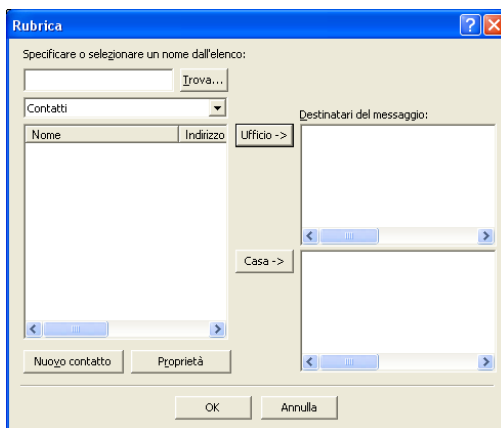 Rubrica
Specificare o selezionare un nome dall'elenco:
Trova...
Contatti
Destinatari del messaggio:
Nome Indirizzo
Ufficio ->
Casa ->
Nuovo contatto Proprietà
OK Annulla